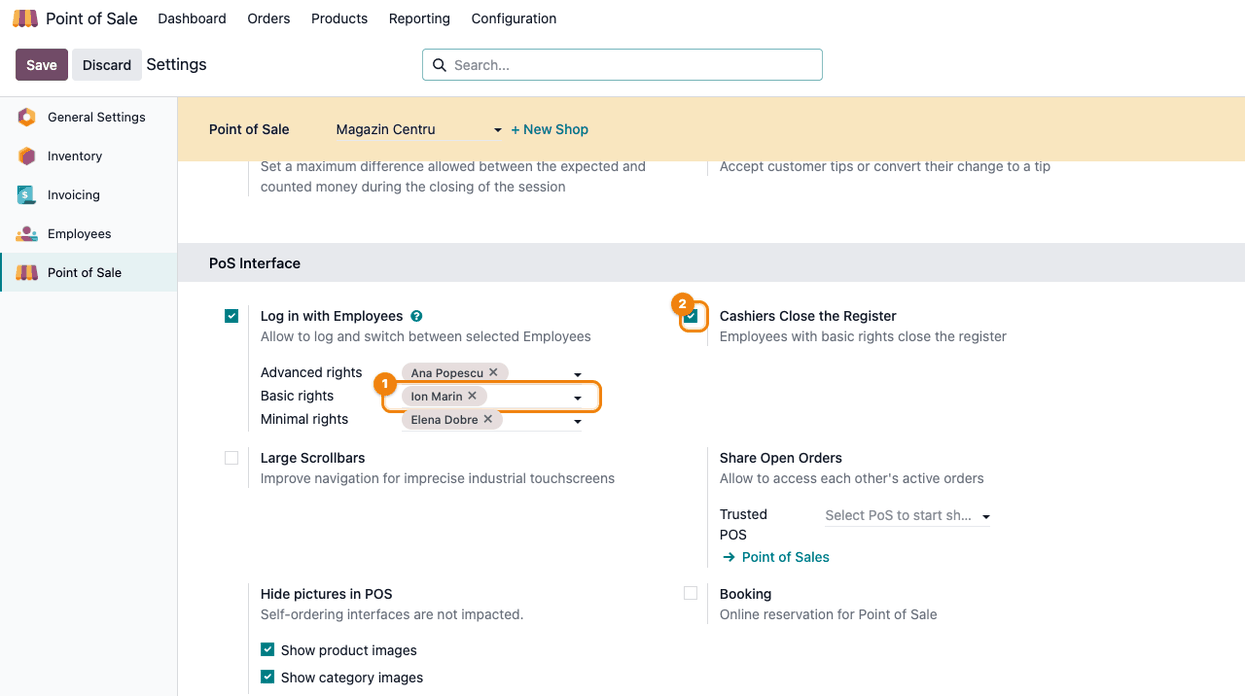 Point of Sale Dashboard Orders Products Reporting Configuration
Save Discard Settings Search...
General Settings
Inventory
Invoicing
Employees
Point of Sale
Point of Sale Magazin Centru + New Shop
Set a maximum difference allowed between the expected and
counted money during the closing of the session
Accept customer tips or convert their change to a tip
PoS Interface
Log in with Employees ?
Allow to log and switch between selected Employees
Advanced rights Ana Popescu ✕
1
Basic rights Ion Marin ✕
Minimal rights Elena Dobre ✕
2
Cashiers Close the Register
Employees with basic rights close the register
Large Scrollbars
Improve navigation for imprecise industrial touchscreens
Share Open Orders
Allow to access each other's active orders
Trusted Select PoS to start sh...
POS
→ Point of Sales
Hide pictures in POS
Self-ordering interfaces are not impacted.
Show product images
Show category images
Booking
Online reservation for Point of Sale